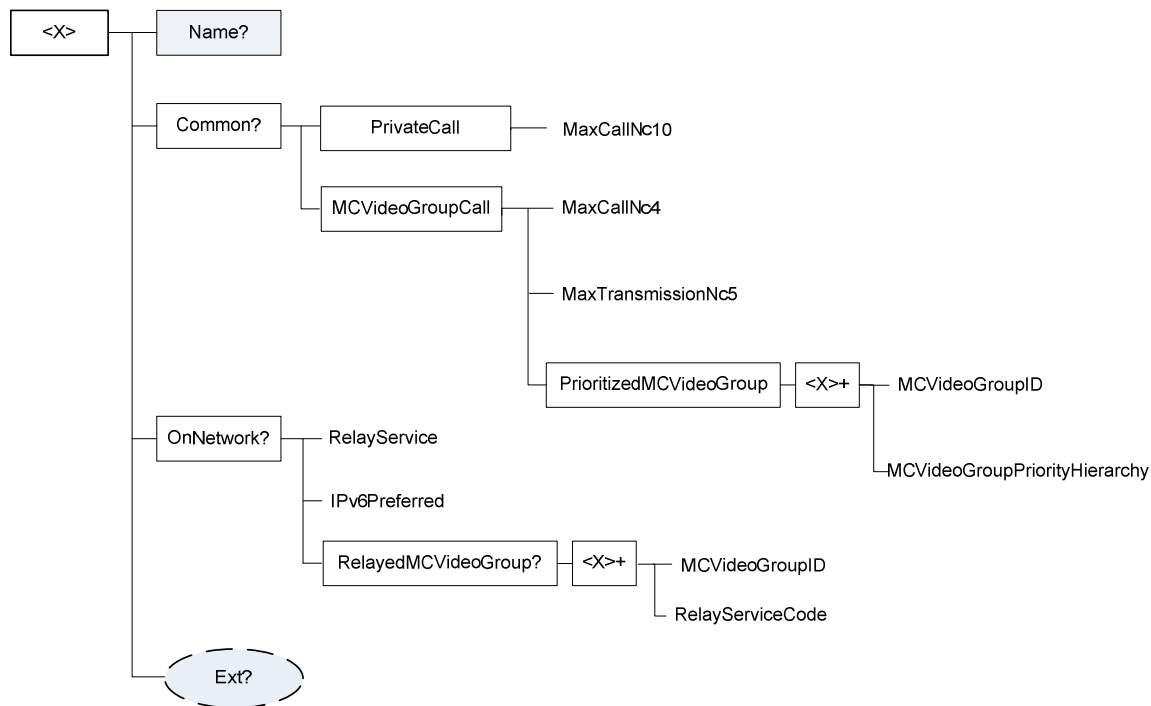 <X>
Name?
Common?
PrivateCall
MaxCallNc10
MCVideoGroupCall
MaxCallNc4
MaxTransmissionNc5
PrioritizedMCVideoGroup
<X>+
MCVideoGroupID
MCVideoGroupPriorityHierarchy
OnNetwork?
RelayService
IPv6Preferred
RelayedMCVideoGroup?
<X>+
MCVideoGroupID
RelayServiceCode
Ext?